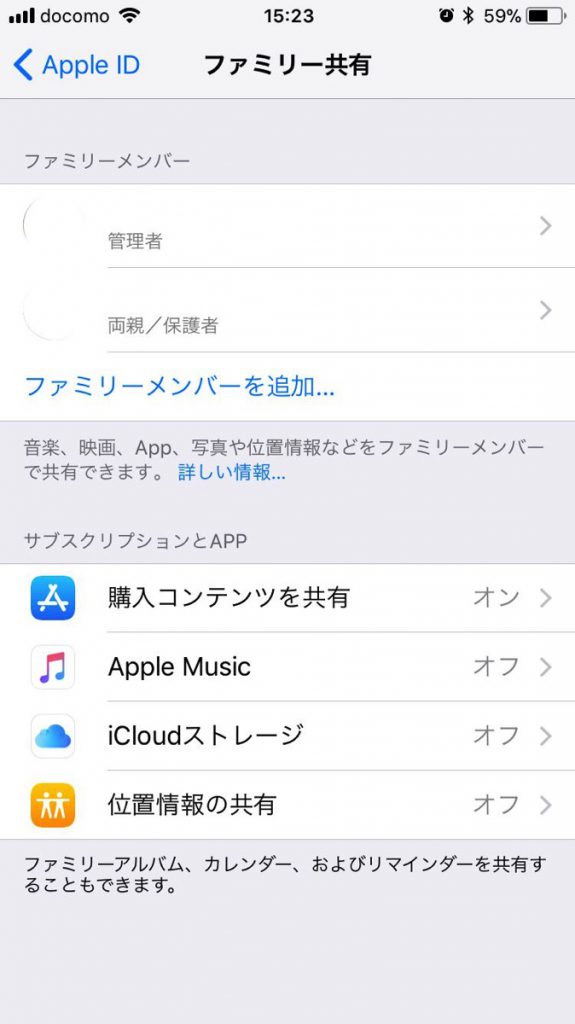 docomo 15:23 59%
Apple ID ファミリー共有
ファミリーメンバー
管理者
両親／保護者
ファミリーメンバーを追加...
音楽、映画、App、写真や位置情報などをファミリーメンバー
で共有できます。 詳しい情報...
サブスクリプションとAPP
購入コンテンツを共有 オン
Apple Music オフ
iCloudストレージ オフ
位置情報の共有 オフ
ファミリーアルバム、カレンダー、およびリマインダーを共有す
ることもできます。